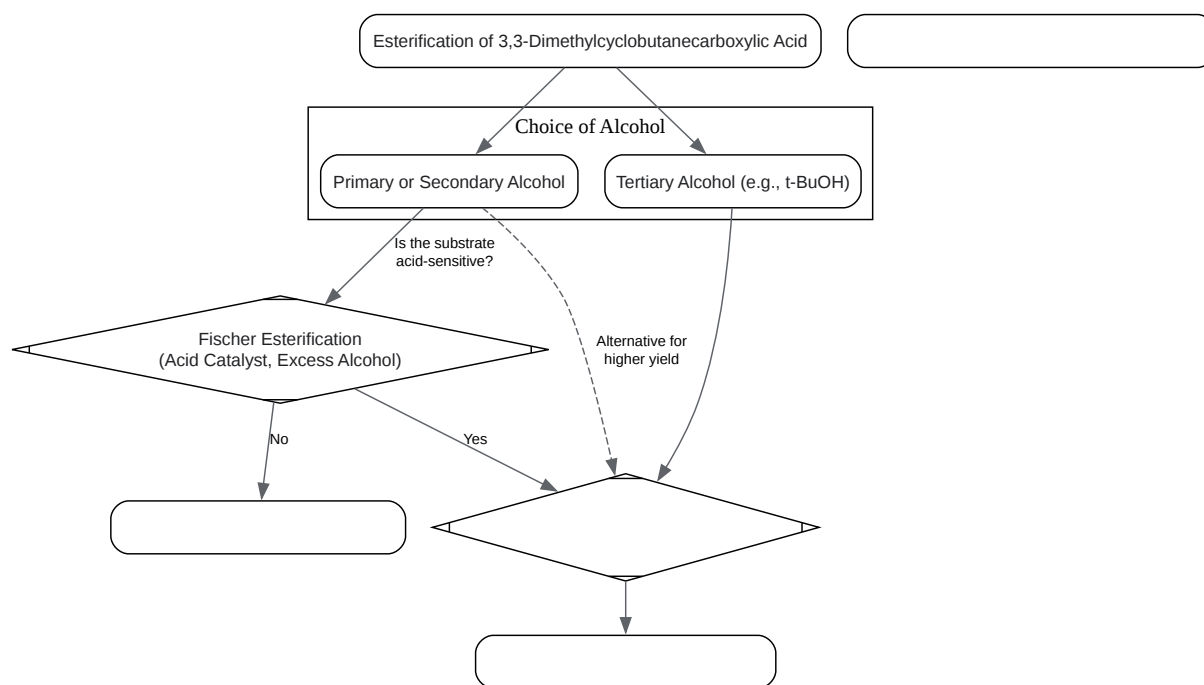 Esterification of 3,3-Dimethylcyclobutanecarboxylic Acid
Choice of Alcohol
Primary or Secondary Alcohol
Tertiary Alcohol (e.g., t-BuOH)
Is the substrate
acid-sensitive?
Fischer Esterification
(Acid Catalyst, Excess Alcohol)
Alternative for
higher yield
No
Yes